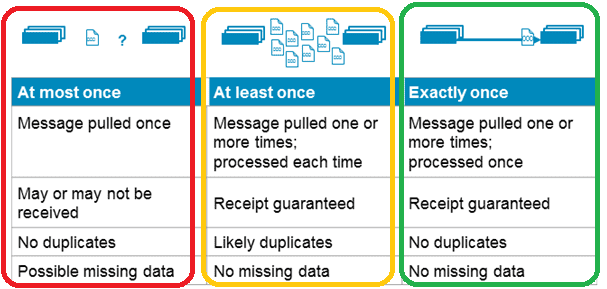 ?
At most once
At least once
Exactly once
Message pulled once
Message pulled one or
more times;
processed each time
Message pulled one or
more times;
processed once
May or may not be
received
Receipt guaranteed
Receipt guaranteed
No duplicates
Likely duplicates
No duplicates
Possible missing data
No missing data
No missing data